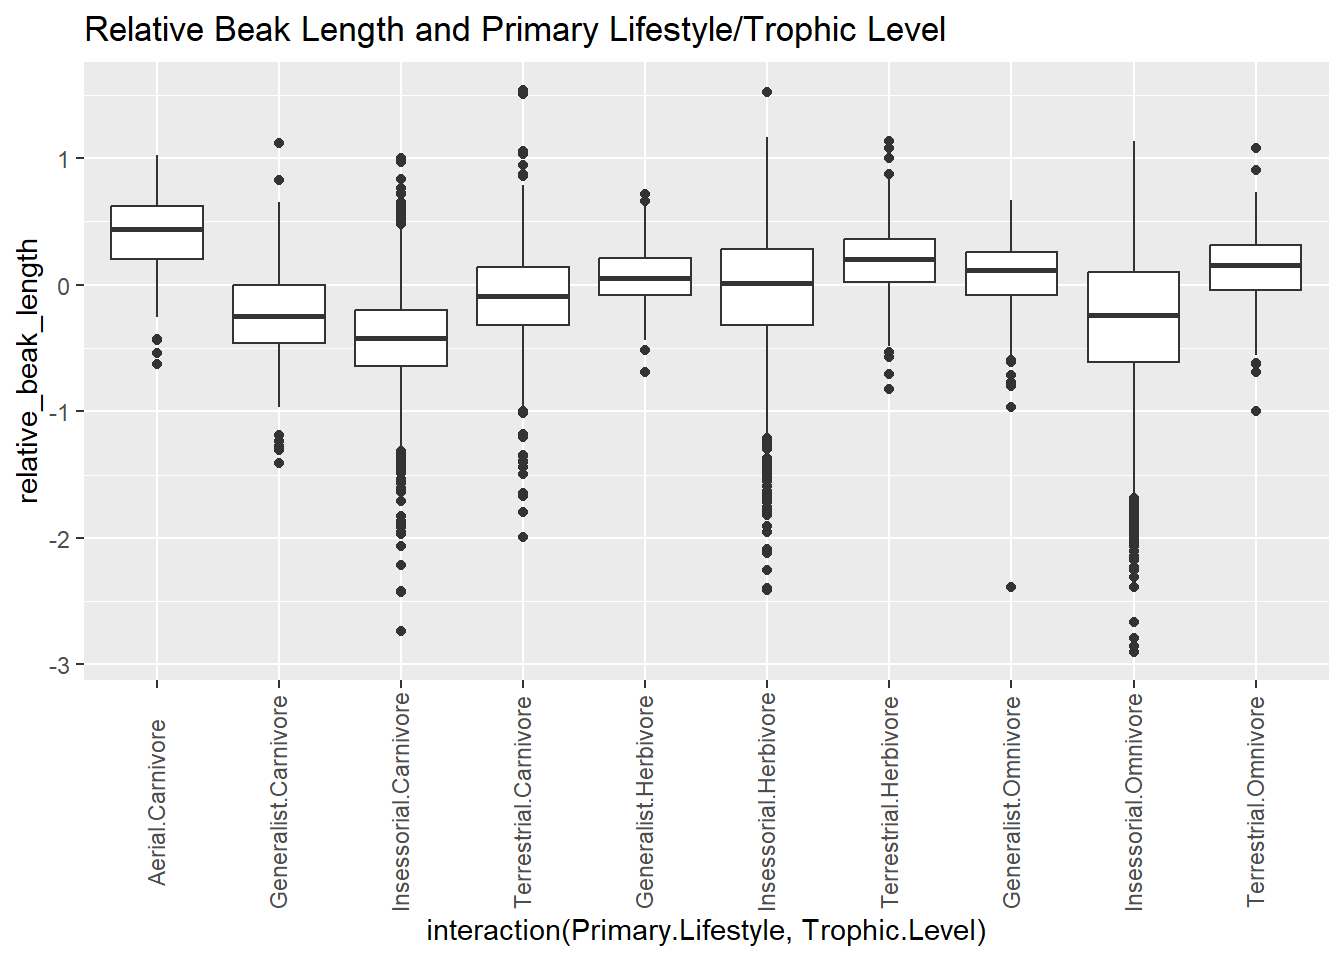 Relative Beak Length and Primary Lifestyle/Trophic Level
relative_beak_length
1
0
-1
-2
-3
Aerial.Carnivore
Generalist.Carnivore
Insessorial.Carnivore
Terrestrial.Carnivore
Generalist.Herbivore
Insessorial.Herbivore
Terrestrial.Herbivore
Generalist.Omnivore
Insessorial.Omnivore
Terrestrial.Omnivore
interaction(Primary.Lifestyle, Trophic.Level)